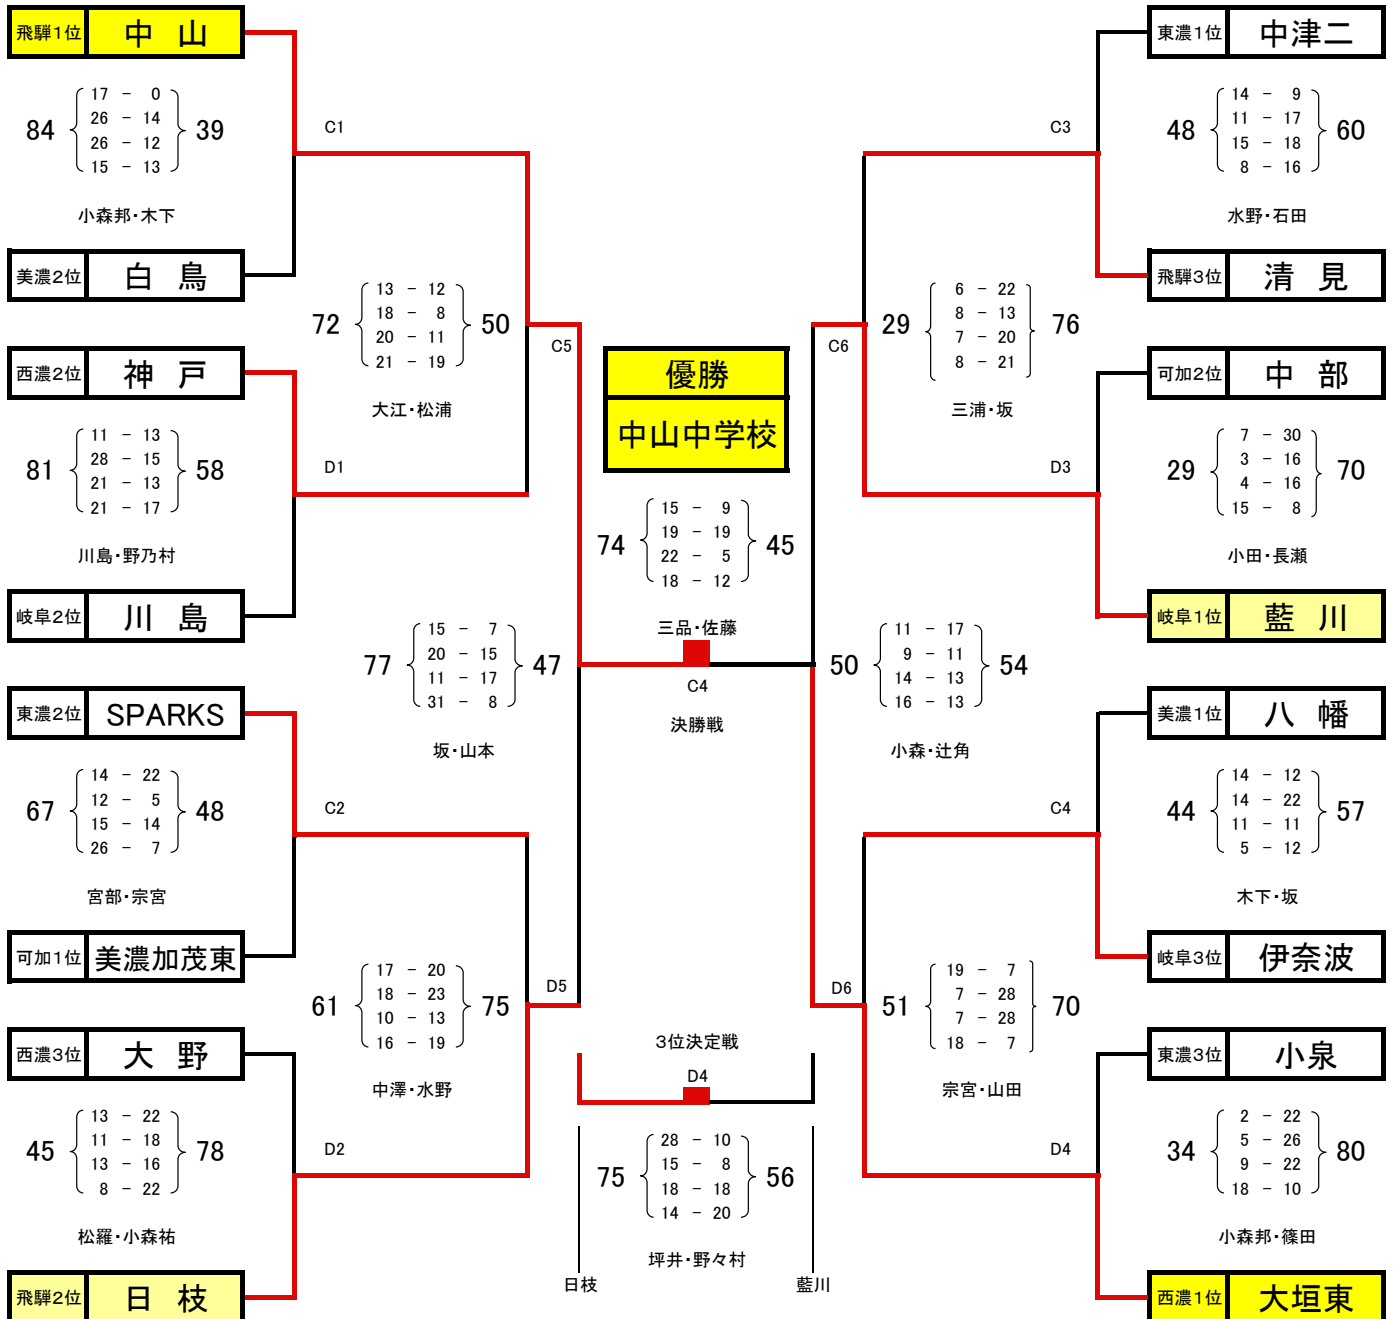 飛騨1位 中 山
84 39
17 - 0
26 - 14
26 - 12
15 - 13
小森邦・木下
C1
美濃2位 白 鳥
72 50
13 - 12
18 - 8
20 - 11
21 - 19
大江・松浦
C5
西濃2位 神 戸
81 58
11 - 13
28 - 15
21 - 13
21 - 17
川島・野乃村
D1
岐阜2位 川 島
77 47
15 - 7
20 - 15
11 - 17
31 - 8
坂・山本
東濃2位 SPARKS
67 48
14 - 22
12 - 5
15 - 14
26 - 7
宮部・宗宮
C2
可加1位 美濃加茂東
61 75
17 - 20
18 - 23
10 - 13
16 - 19
中澤・水野
D5
西濃3位 大 野
45 78
13 - 22
11 - 18
13 - 16
8 - 22
松羅・小森祐
D2
飛騨2位 日 枝
優勝
中山中学校
74 45
15 - 9
19 - 19
22 - 5
18 - 12
三品・佐藤
C4
決勝戦
3位決定戦
D4
75 56
28 - 10
15 - 8
18 - 18
14 - 20
坪井・野々村
日枝 藍川
東濃1位 中津二
C3
48 60
14 - 9
11 - 17
15 - 18
8 - 16
水野・石田
飛騨3位 清 見
C6
29 76
6 - 22
8 - 13
7 - 20
8 - 21
三浦・坂
可加2位 中 部
D3
29 70
7 - 30
3 - 16
4 - 16
15 - 8
小田・長瀬
岐阜1位 藍 川
50 54
11 - 17
9 - 11
14 - 13
16 - 13
小森・辻角
美濃1位 八 幡
C4
44 57
14 - 12
14 - 22
11 - 11
5 - 12
木下・坂
岐阜3位 伊奈波
D6
51 70
19 - 7
7 - 28
7 - 28
18 - 7
宗宮・山田
東濃3位 小泉
D4
34 80
2 - 22
5 - 26
9 - 22
18 - 10
小森邦・篠田
西濃1位 大垣東